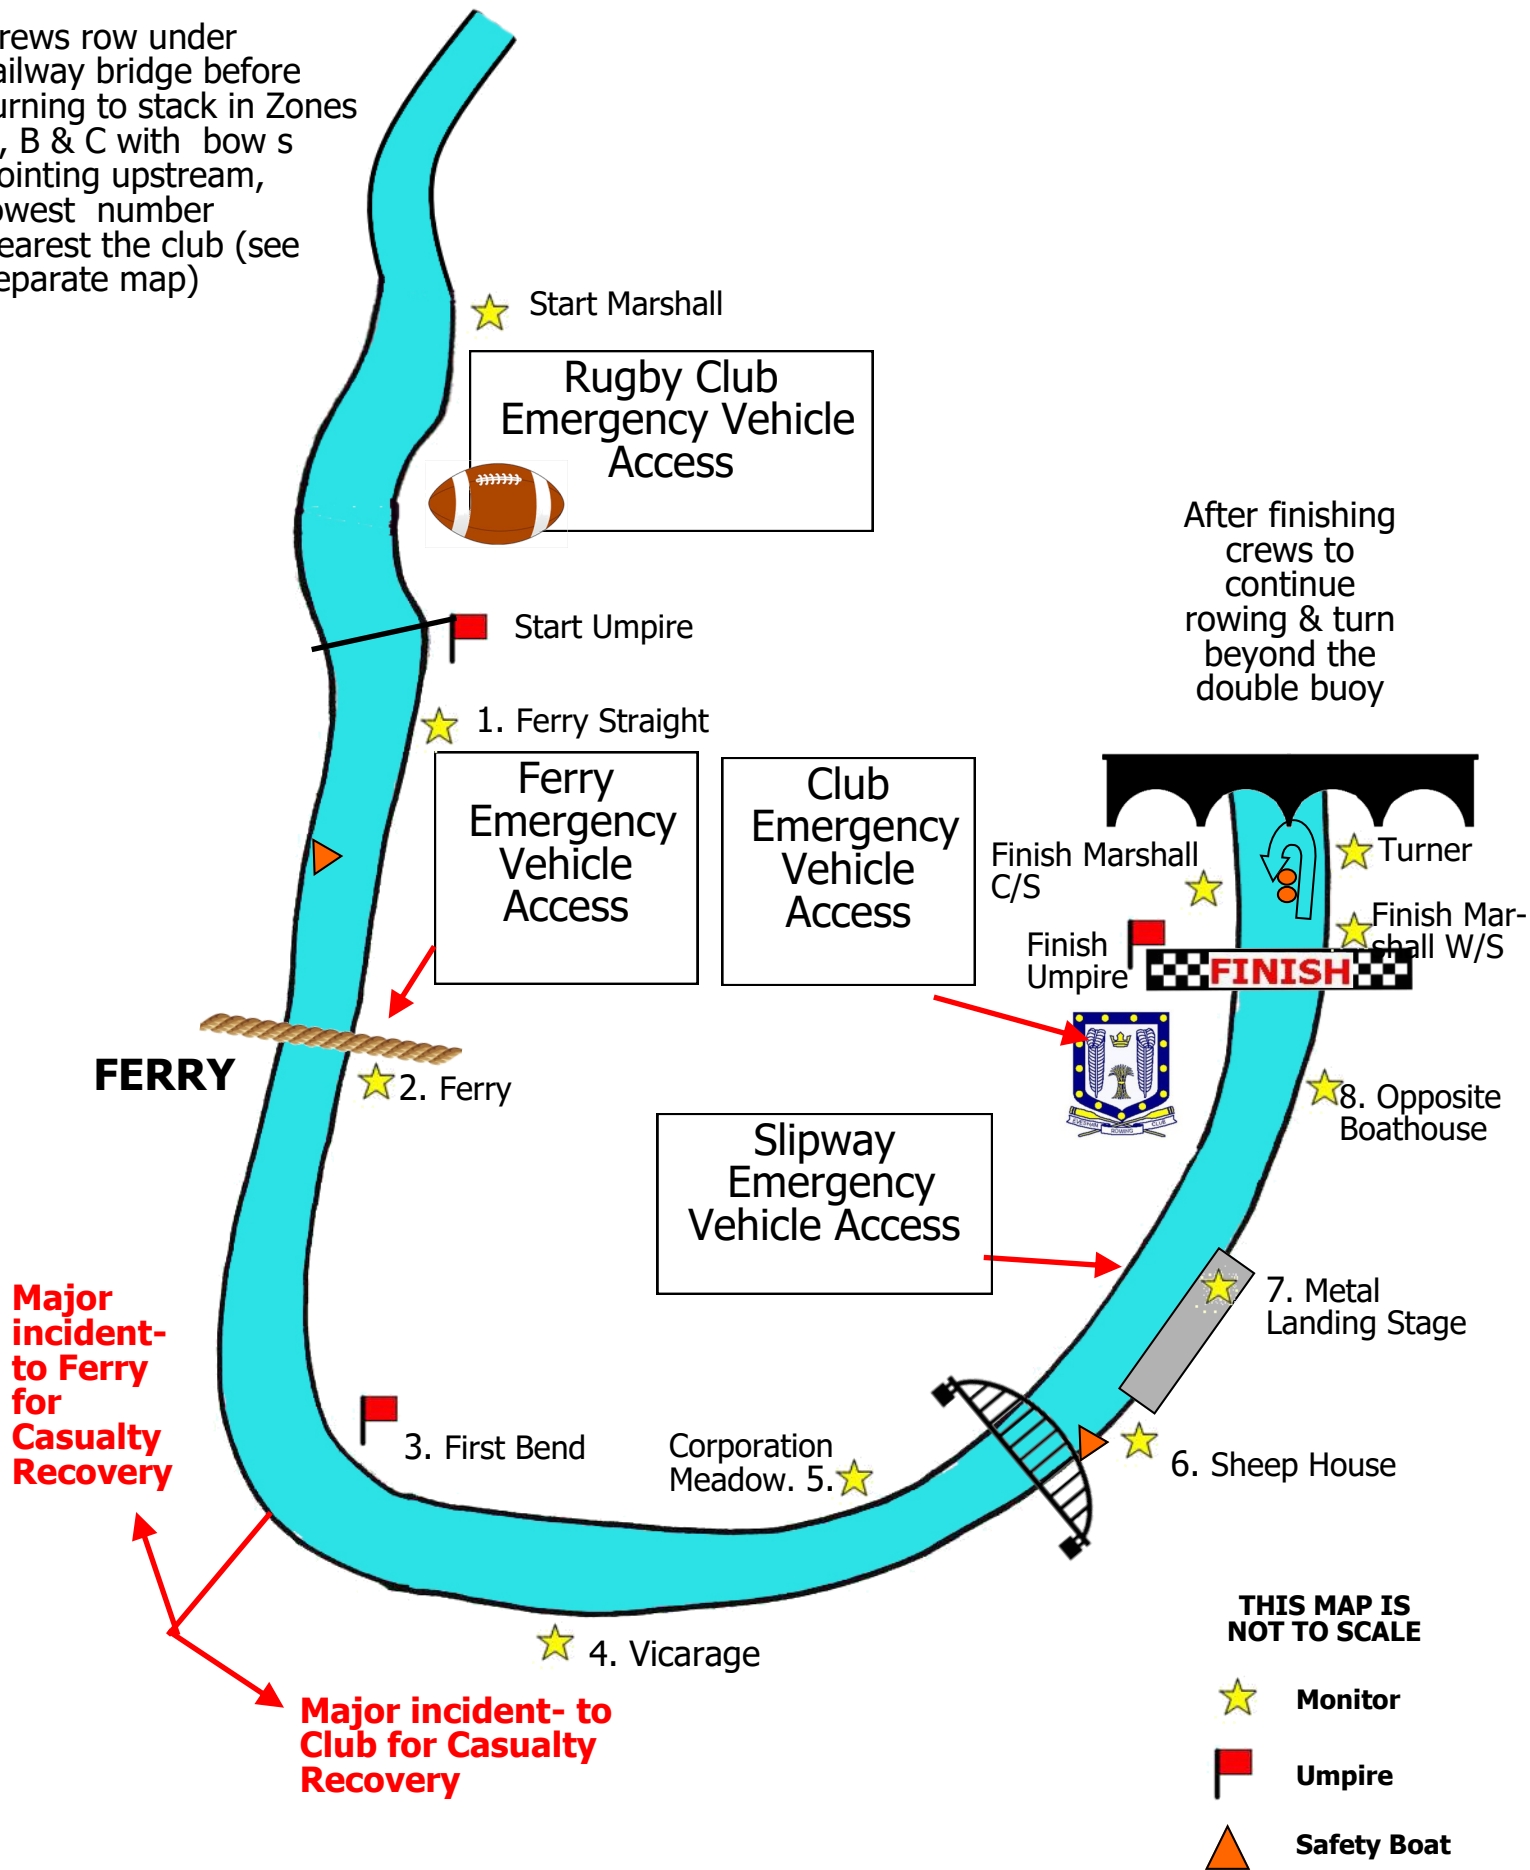 rews row under
ailway bridge before
urning to stack in Zones
, B & C with bow s
ointing upstream,
owest number
earest the club (see
eparate map)
Start Marshall
Rugby Club
Emergency Vehicle
Access
After finishing
crews to
continue
rowing & turn
beyond the
double buoy
Start Umpire
1. Ferry Straight
Ferry
Emergency
Vehicle
Access
Club
Emergency
Vehicle
Access
Finish Marshall
C/S
Turner
Finish Mar-
shall W/S
Finish
Umpire
FINISH
FERRY
2. Ferry
8. Opposite
Boathouse
EVESHAM ROWING CLUB
Slipway
Emergency
Vehicle Access
7. Metal
Landing Stage
Major
incident-
to Ferry
for
Casualty
Recovery
3. First Bend
Corporation
Meadow. 5.
6. Sheep House
4. Vicarage
Major incident- to
Club for Casualty
Recovery
THIS MAP IS
NOT TO SCALE
Monitor
Umpire
Safety Boat